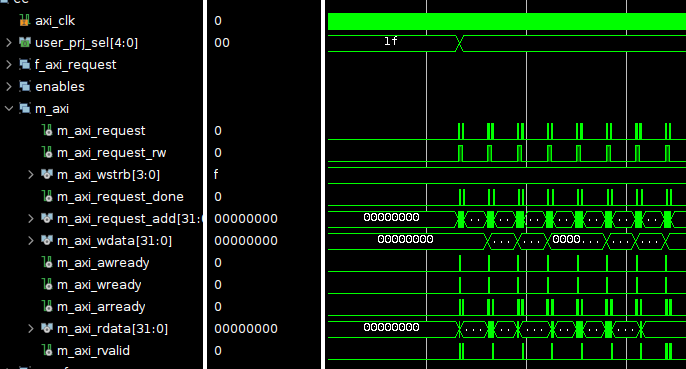 axi_clk 0
user_prj_sel[4:0] 00 1f
f_axi_request
enables
m_axi
m_axi_request 0
m_axi_request_rw 0
m_axi_wstrb[3:0] f
m_axi_request_done 0
m_axi_request_add[31: 00000000 00000000
m_axi_wdata[31:0] 00000000 00000000 0000...
m_axi_awready 0
m_axi_wready 0
m_axi_arready 0
m_axi_rdata[31:0] 00000000 00000000
m_axi_rvalid 0